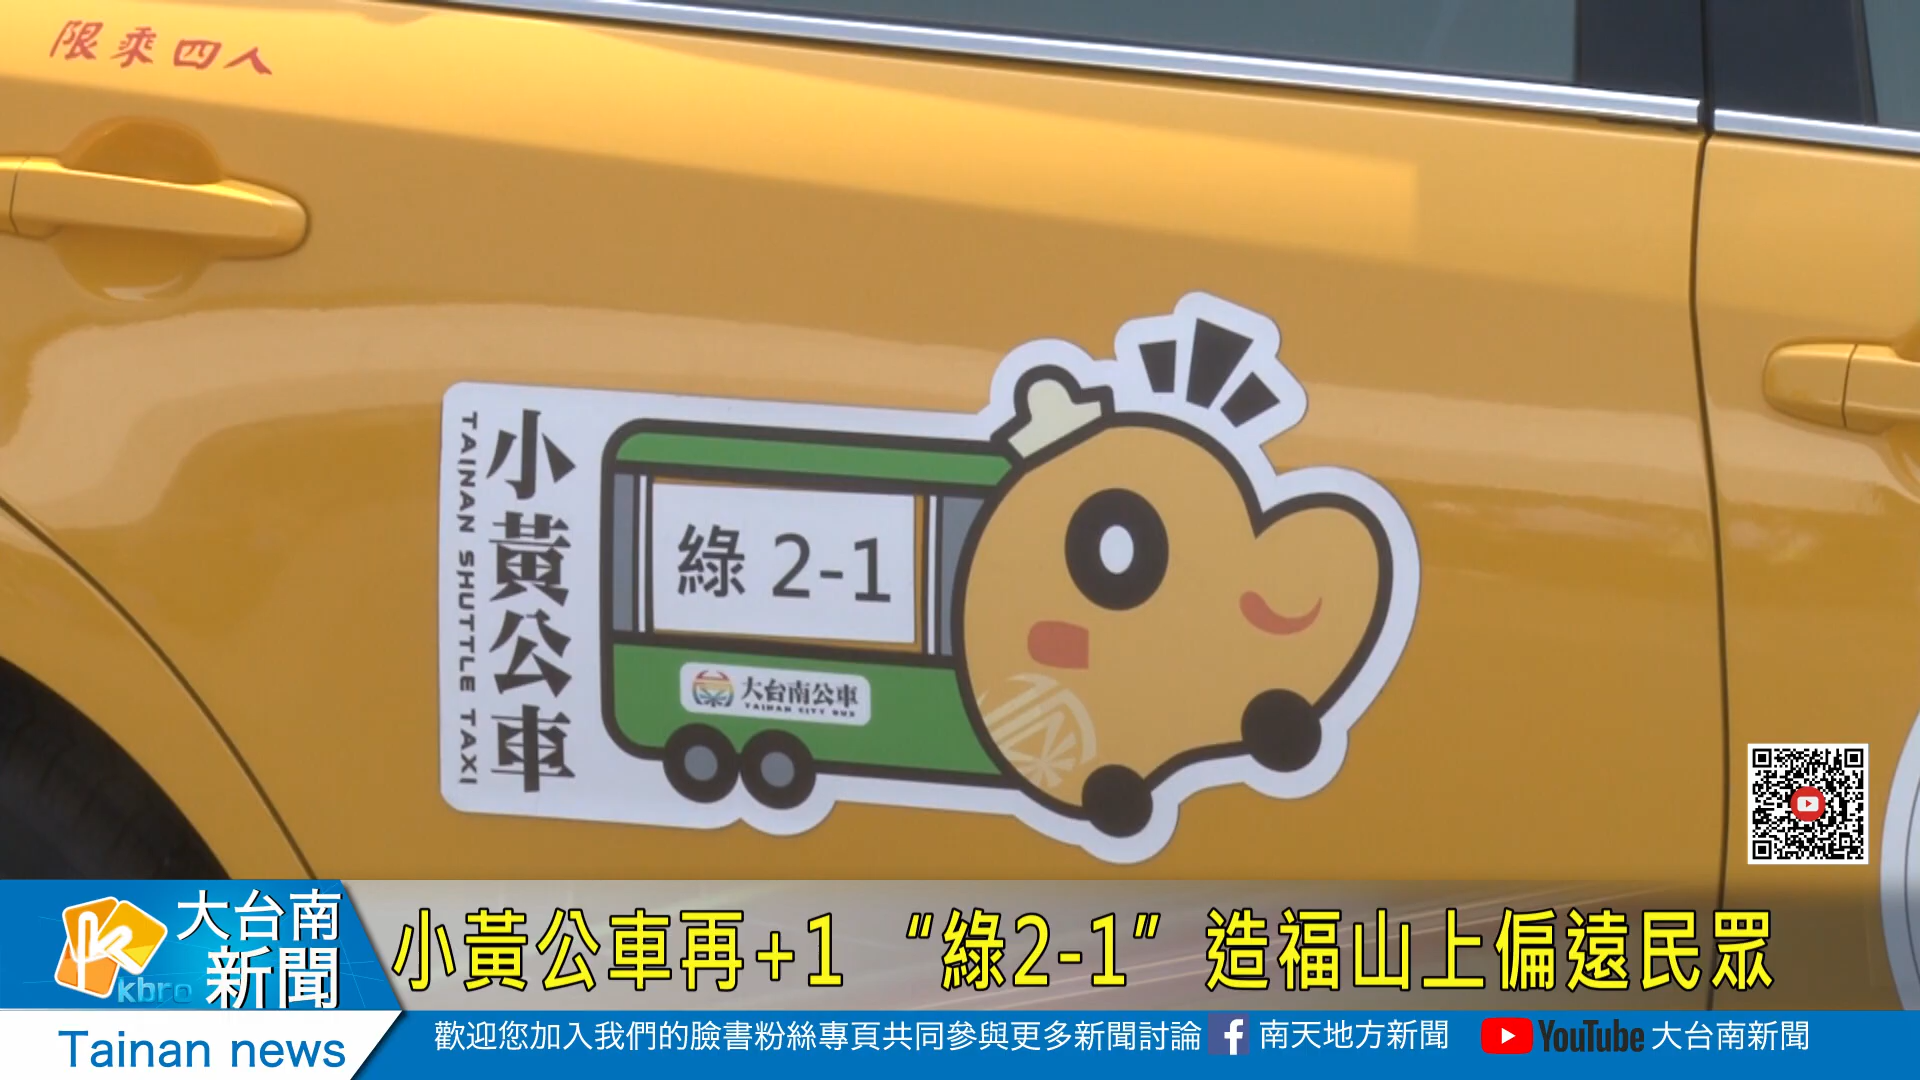 限乘四人
小黃公車
TAINAN SHUTTLE TAXI
綠 2-1
大台南公車
TAINAN CITY BUS
大台南
新聞
kbro
小黃公車再+1 “綠2-1” 造福山上偏遠民眾
Tainan news
歡迎您加入我們的臉書粉絲專頁共同參與更多新聞討論 南天地方新聞 YouTube 大台南新聞